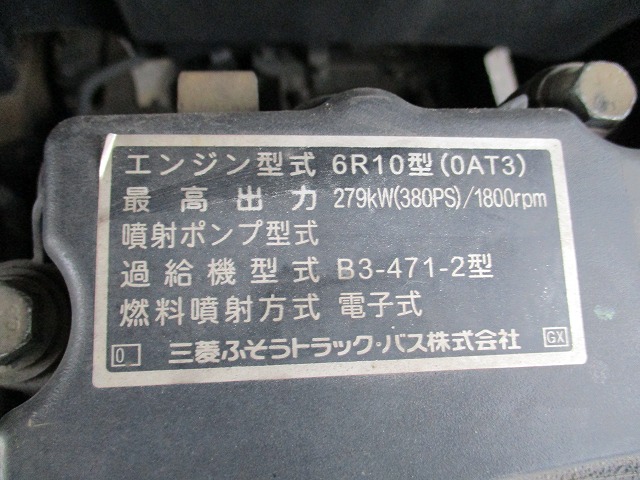 エンジン型式 6R10型(0AT3)
最高出力 279kW(380PS)/1800rpm
噴射ポンプ型式
過給機型式 B3-471-2型
燃料噴射方式 電子式
0 三菱ふそうトラック・バス株式会社 GX